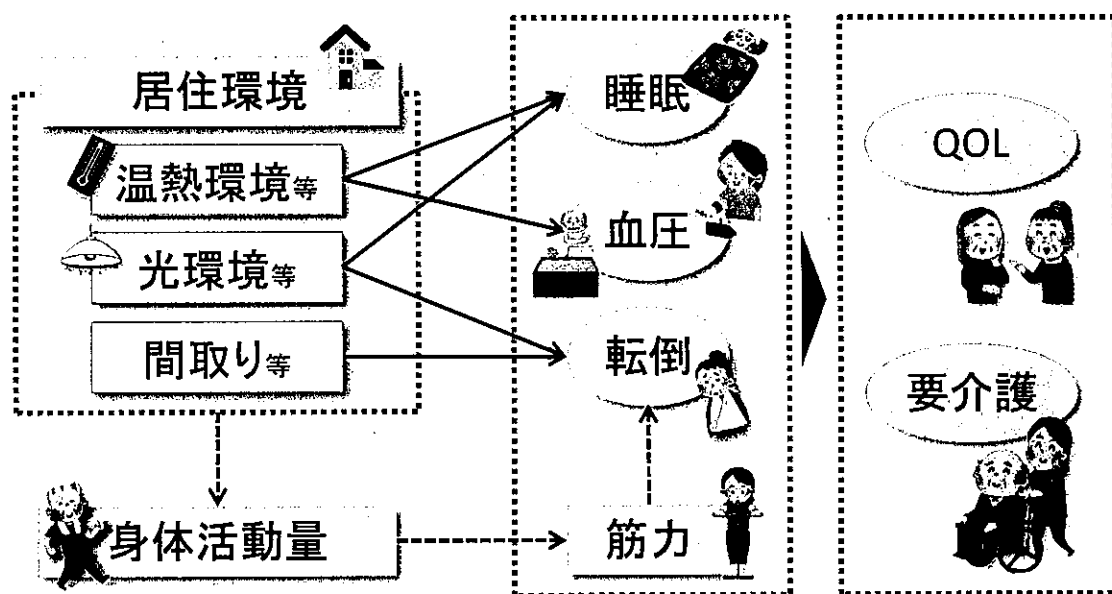 居住環境
温熱環境等
光環境等
間取り等
身体活動量
睡眠
血圧
転倒
筋力
QOL
要介護